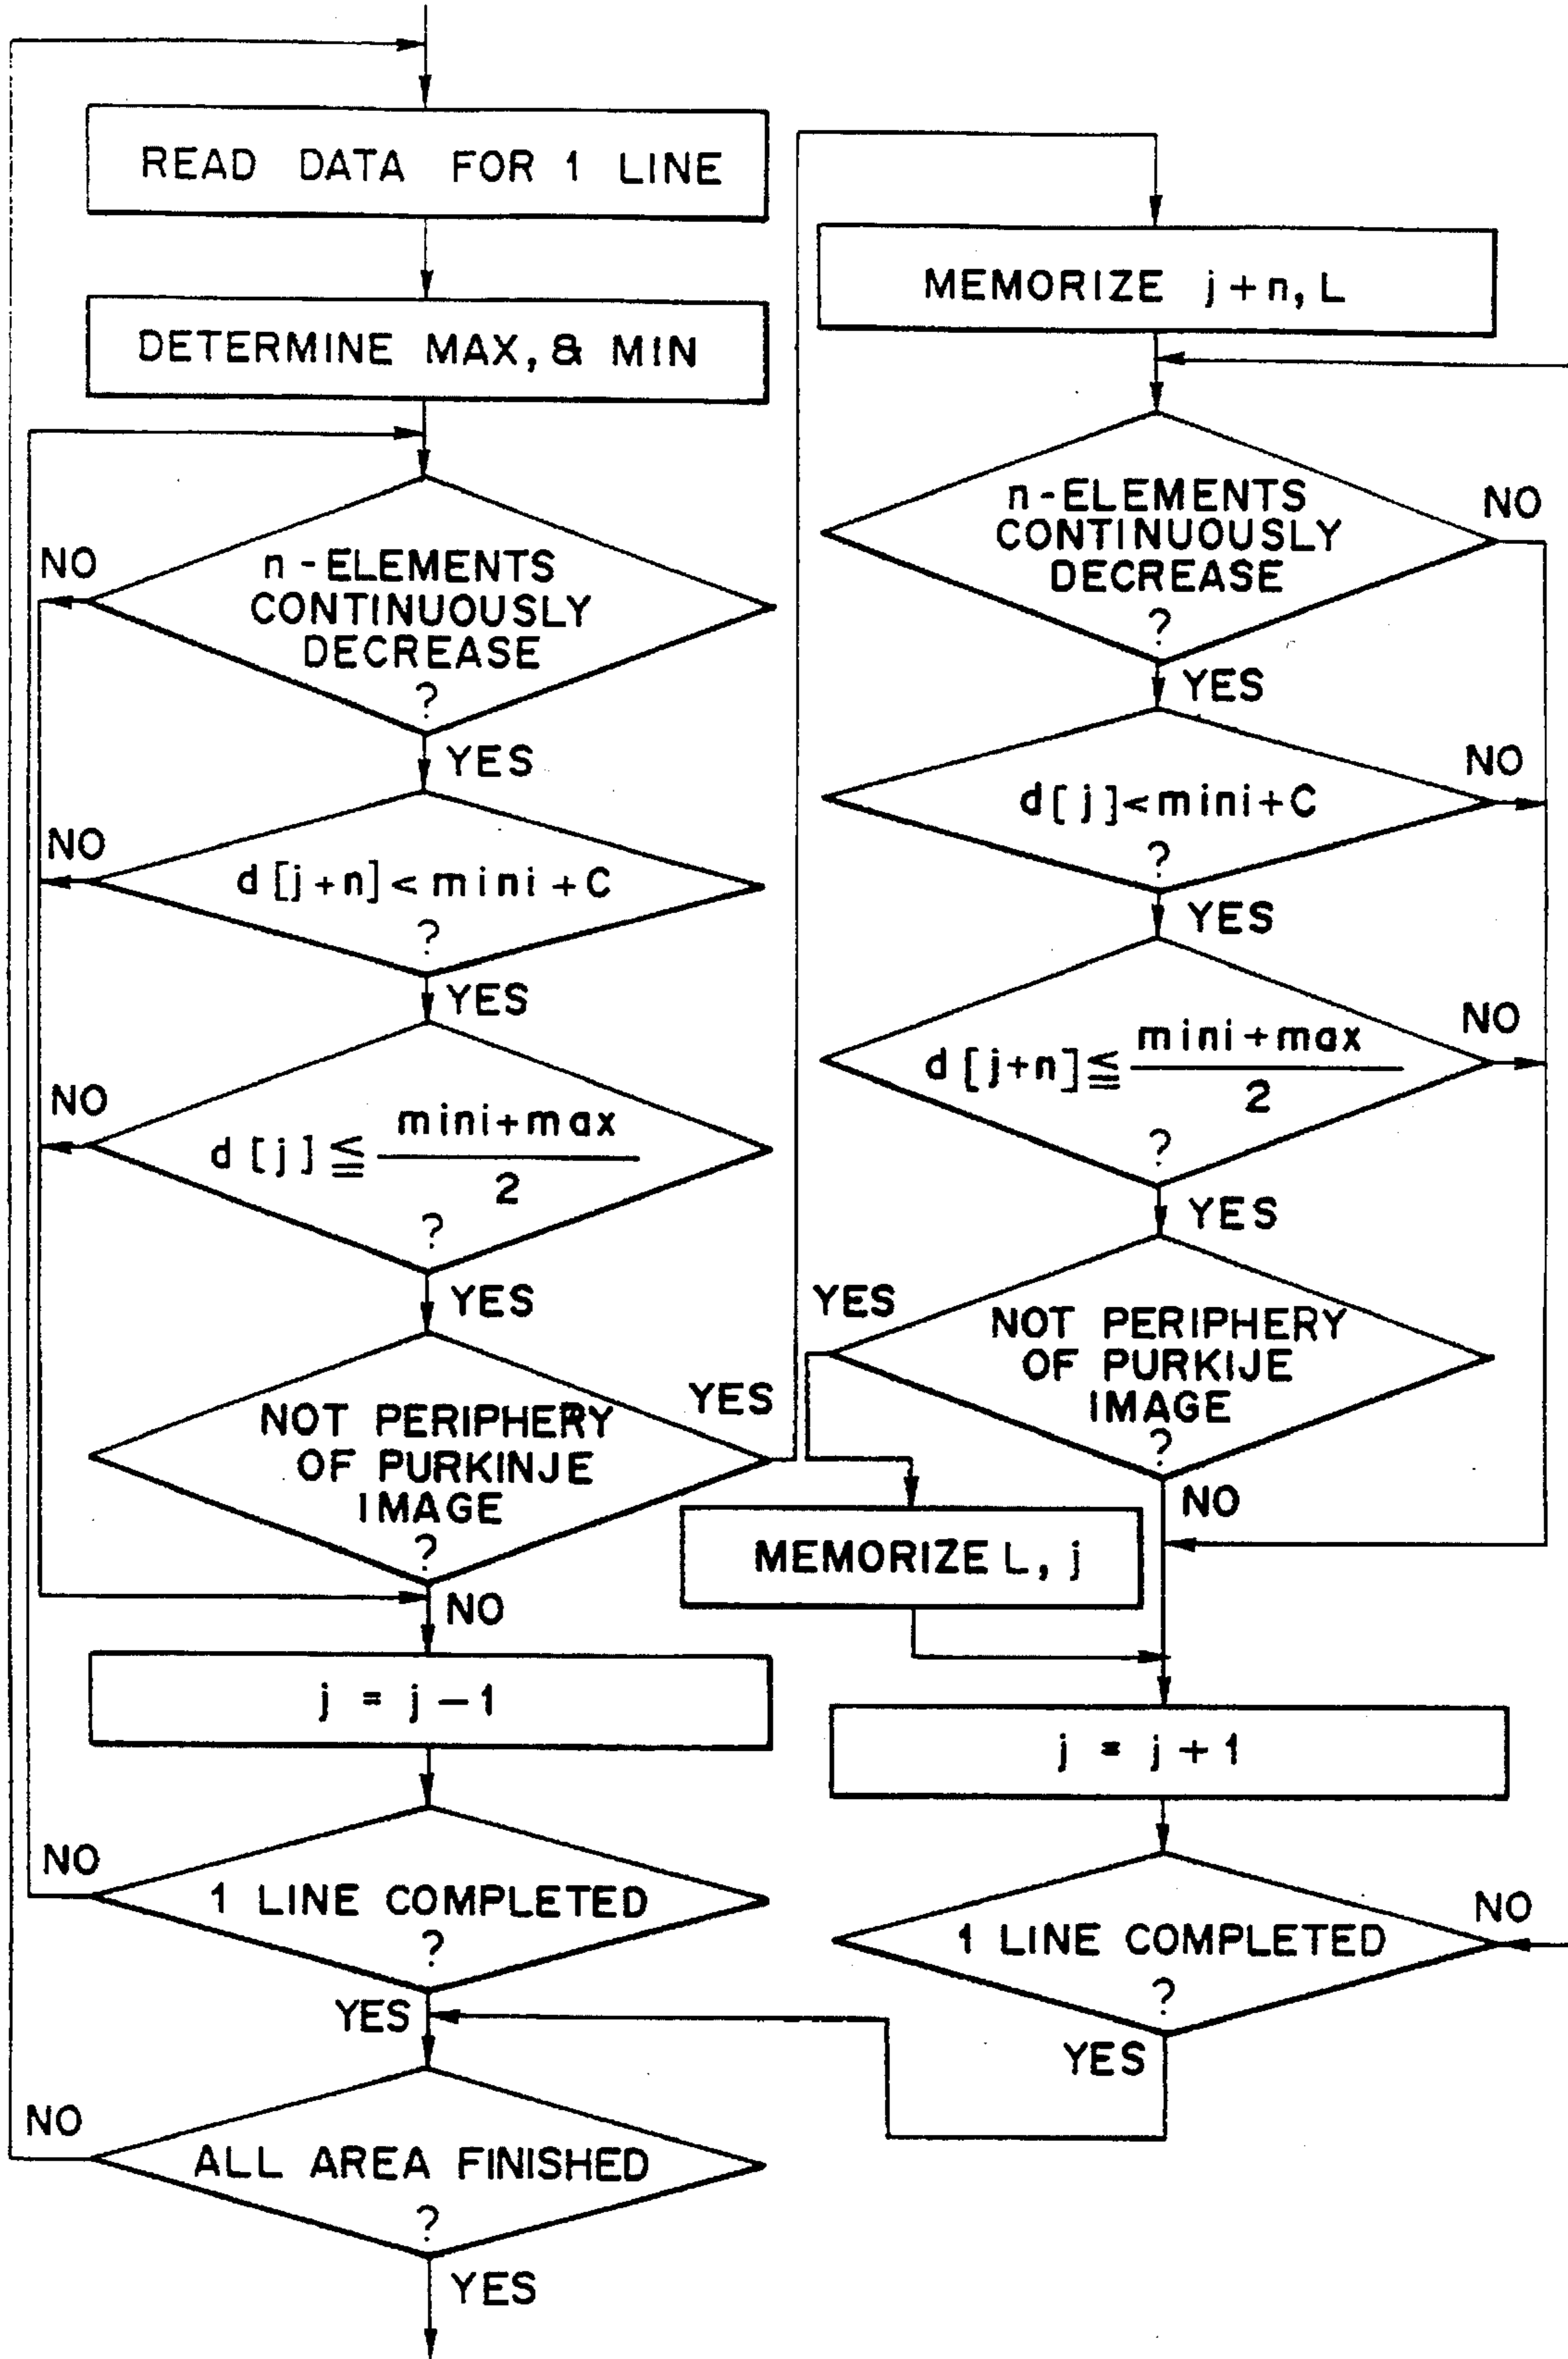 READ DATA FOR 1 LINE
DETERMINE MAX, & MIN
n-ELEMENTS
CONTINUOUSLY
DECREASE
?
NO
YES
d[j+n]<mini+C
?
NO
YES
d[j]≦
mini+max
2
?
NO
YES
NOT PERIPHERY
OF PURKINJE
IMAGE
?
YES
NO
j = j-1
1 LINE COMPLETED
?
NO
YES
ALL AREA FINISHED
?
NO
YES
MEMORIZE j+n, L
n-ELEMENTS
CONTINUOUSLY
DECREASE
?
NO
YES
d[j]<mini+C
?
NO
YES
d[j+n]≦
mini+max
2
?
NO
YES
NOT PERIPHERY
OF PURKIJE
IMAGE
?
YES
NO
MEMORIZE L, j
j = j+1
1 LINE COMPLETED
?
NO
YES